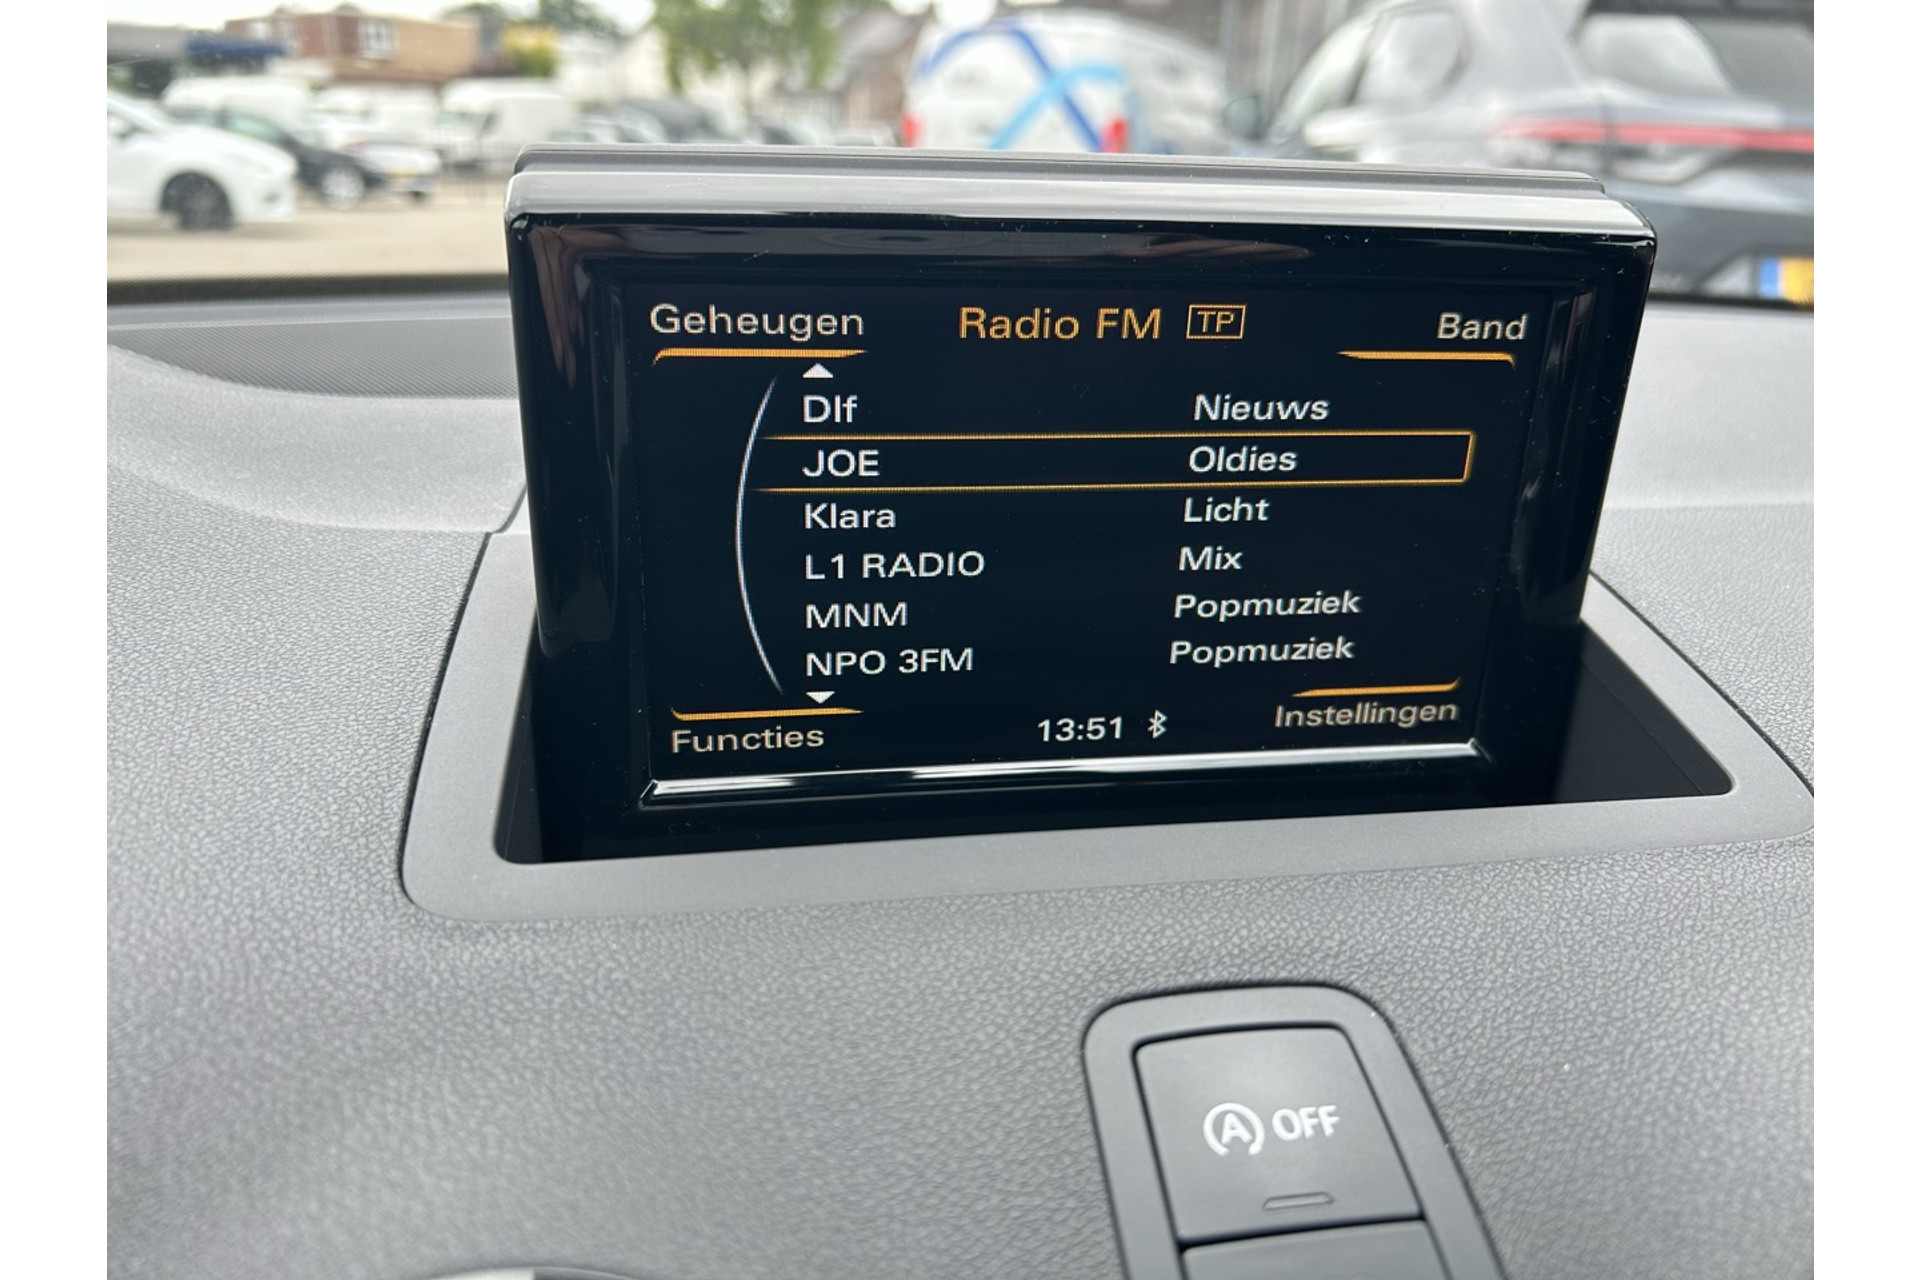 Geheugen Radio FM TP Band
Dlf Nieuws
JOE Oldies
Klara Licht
L1 RADIO Mix
MNM Popmuziek
NPO 3FM Popmuziek
Functies 13:51 Instellingen
A OFF